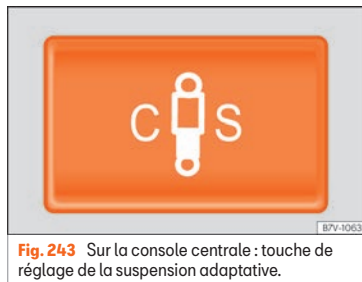 C S
B7V-1063
Fig. 243 Sur la console centrale : touche de
réglage de la suspension adaptative.